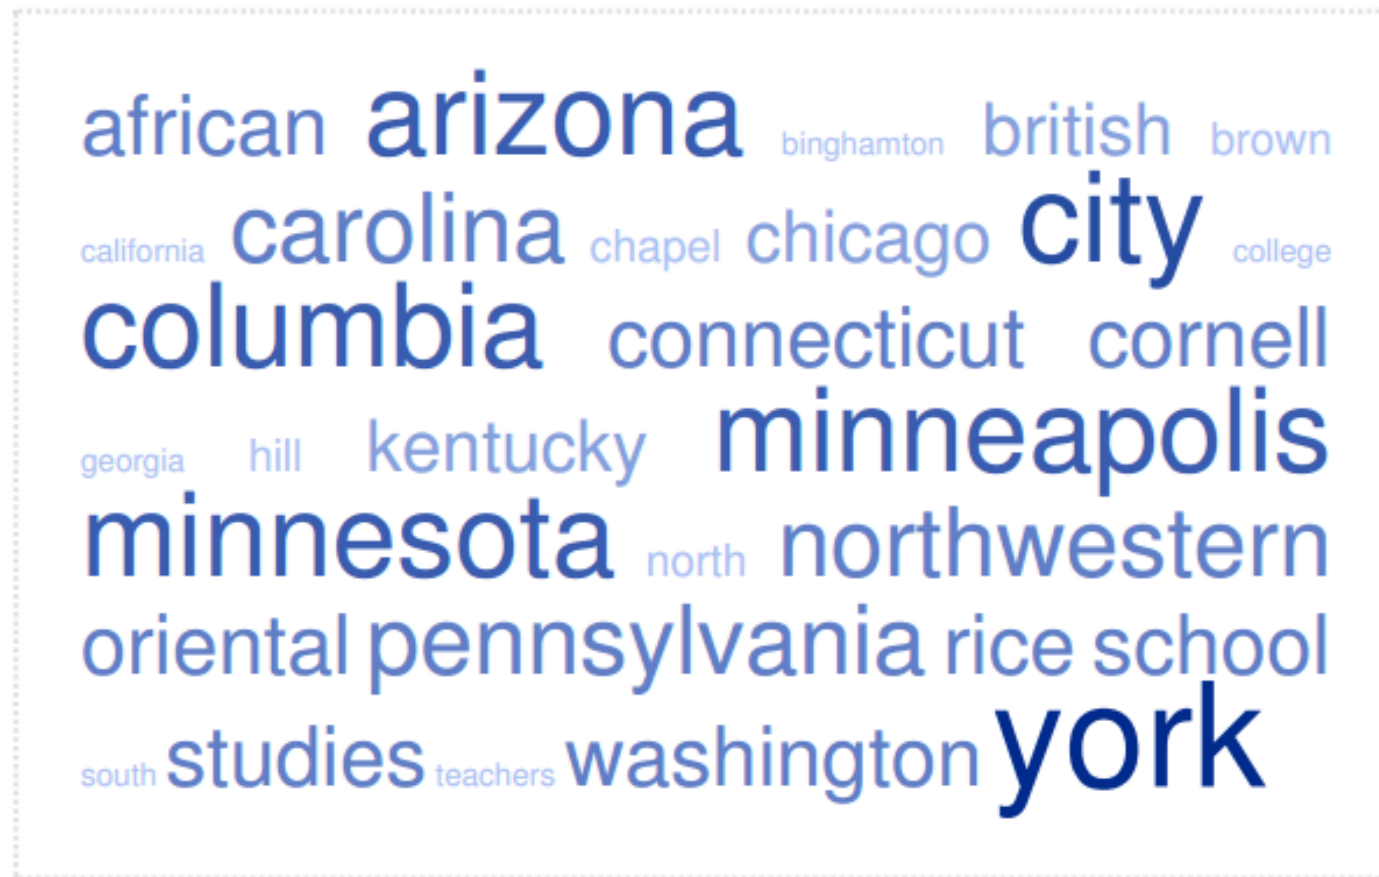 african arizona binghamton british brown
california carolina chapel chicago city college
columbia connecticut cornell
georgia hill kentucky minneapolis
minnesota north northwestern
oriental pennsylvania rice school
south studies teachers washington york